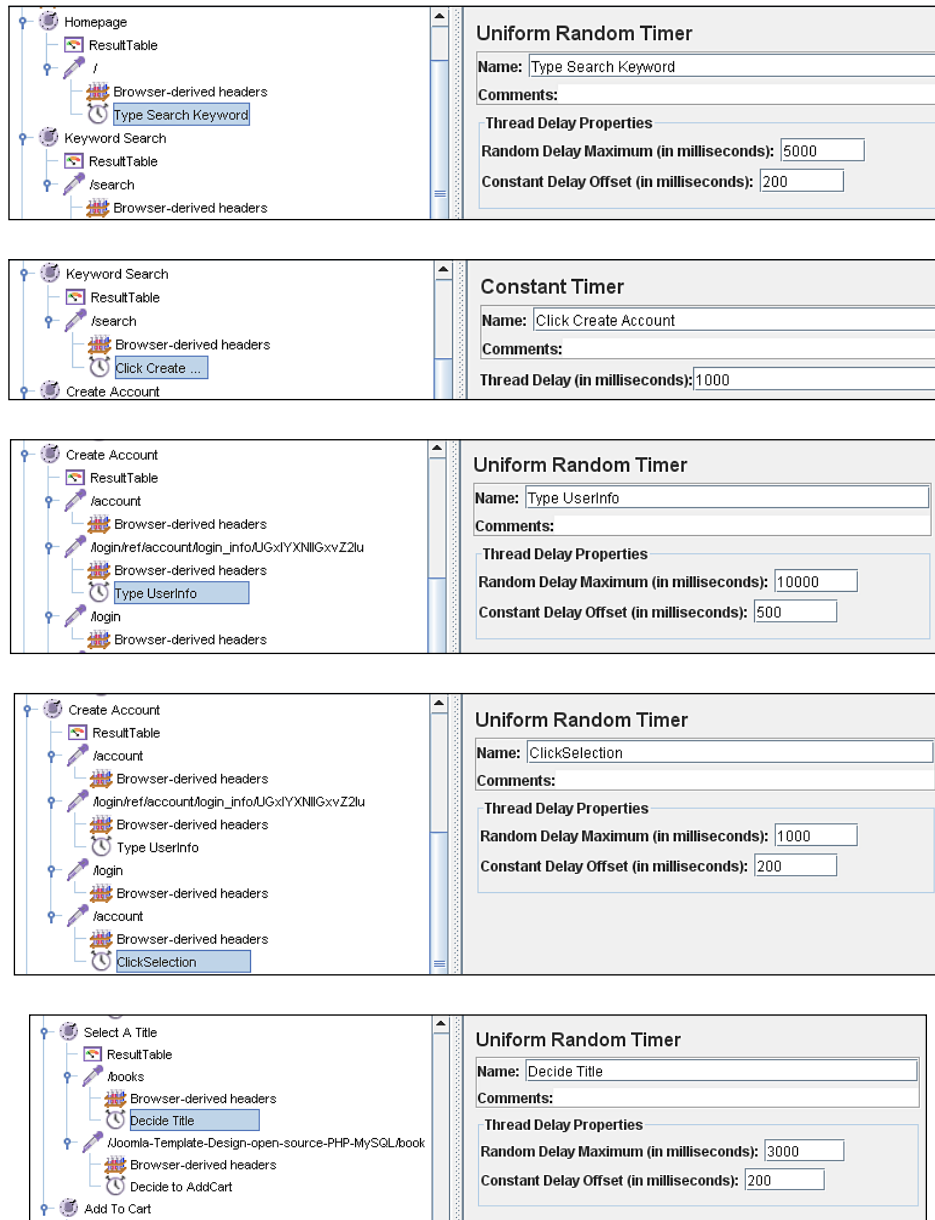 Homepage
ResultTable
/
Browser-derived headers
Type Search Keyword
Keyword Search
ResultTable
/search
Browser-derived headers
Uniform Random Timer
Name: Type Search Keyword
Comments:
Thread Delay Properties
Random Delay Maximum (in milliseconds): 5000
Constant Delay Offset (in milliseconds): 200
Keyword Search
ResultTable
/search
Browser-derived headers
Click Create ...
Create Account
Constant Timer
Name: Click Create Account
Comments:
Thread Delay (in milliseconds): 1000
Create Account
ResultTable
/account
Browser-derived headers
/login/ref/account/login_info/UGxlYXNlIGxvZ2lu
Browser-derived headers
Type UserInfo
/login
Browser-derived headers
Uniform Random Timer
Name: Type UserInfo
Comments:
Thread Delay Properties
Random Delay Maximum (in milliseconds): 10000
Constant Delay Offset (in milliseconds): 500
Create Account
ResultTable
/account
Browser-derived headers
/login/ref/account/login_info/UGxlYXNlIGxvZ2lu
Browser-derived headers
Type UserInfo
/login
Browser-derived headers
/account
Browser-derived headers
ClickSelection
Uniform Random Timer
Name: ClickSelection
Comments:
Thread Delay Properties
Random Delay Maximum (in milliseconds): 1000
Constant Delay Offset (in milliseconds): 200
Select A Title
ResultTable
/books
Browser-derived headers
Decide Title
/Joomla-Template-Design-open-source-PHP-MySQL/book
Browser-derived headers
Decide to AddCart
Add To Cart
Uniform Random Timer
Name: Decide Title
Comments:
Thread Delay Properties
Random Delay Maximum (in milliseconds): 3000
Constant Delay Offset (in milliseconds): 200